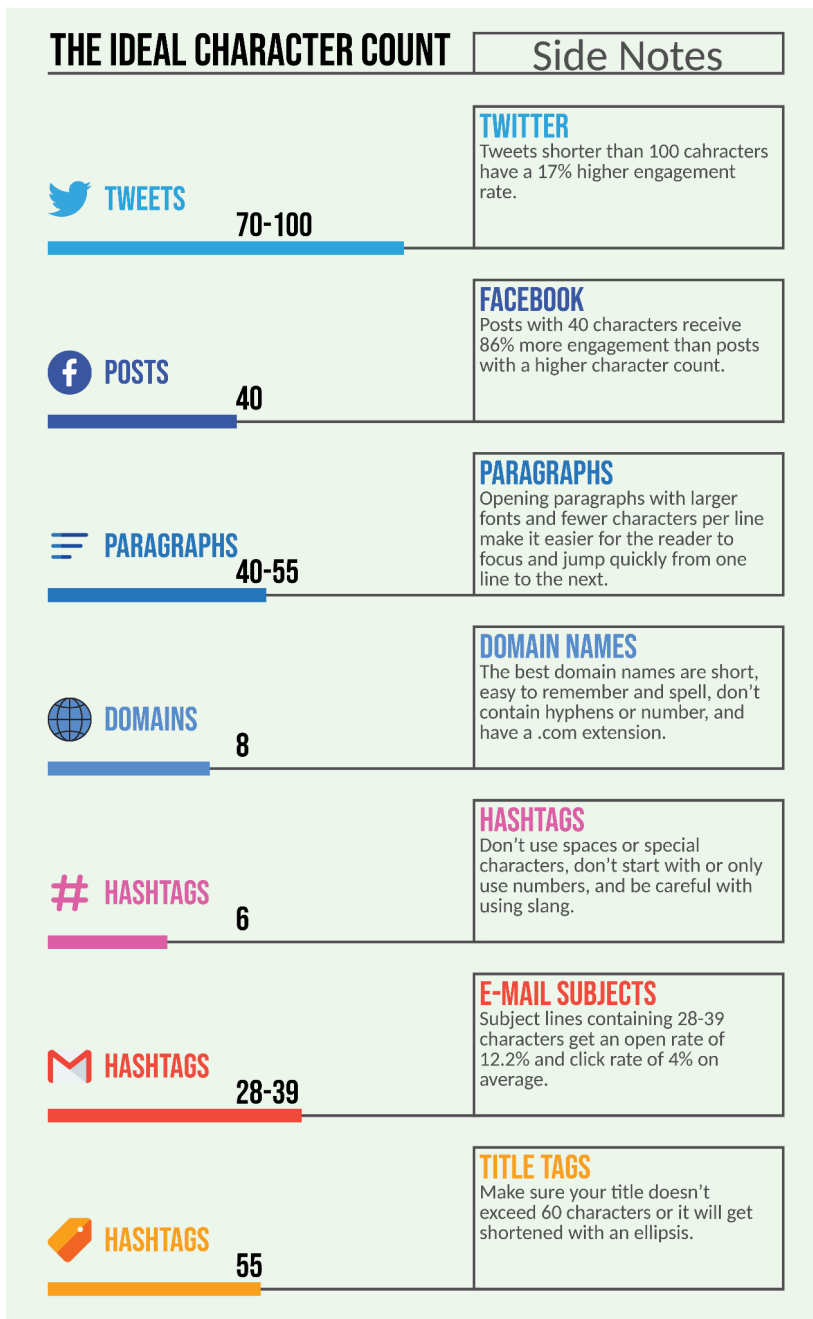 THE IDEAL CHARACTER COUNT
Side Notes
TWEETS
70-100
TWITTER
Tweets shorter than 100 cahracters
have a 17% higher engagement
rate.
POSTS
40
FACEBOOK
Posts with 40 characters receive
86% more engagement than posts
with a higher character count.
PARAGRAPHS
40-55
PARAGRAPHS
Opening paragraphs with larger
fonts and fewer characters per line
make it easier for the reader to
focus and jump quickly from one
line to the next.
DOMAINS
8
DOMAIN NAMES
The best domain names are short,
easy to remember and spell, don't
contain hyphens or number, and
have a .com extension.
HASHTAGS
6
HASHTAGS
Don't use spaces or special
characters, don't start with or only
use numbers, and be careful with
using slang.
HASHTAGS
28-39
E-MAIL SUBJECTS
Subject lines containing 28-39
characters get an open rate of
12.2% and click rate of 4% on
average.
HASHTAGS
55
TITLE TAGS
Make sure your title doesn't
exceed 60 characters or it will get
shortened with an ellipsis.